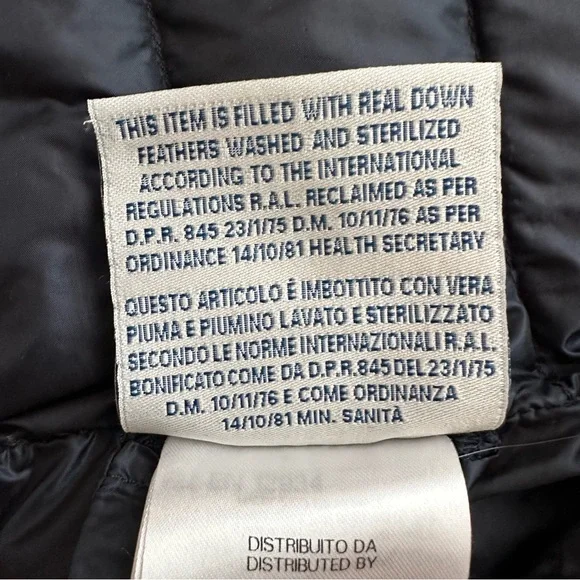 THIS ITEM IS FILLED WITH REAL DOWN
FEATHERS WASHED AND STERILIZED
ACCORDING TO THE INTERNATIONAL
REGULATIONS R.A.L. RECLAIMED AS PER
D.P.R. 845 23/1/75 D.M. 10/11/76 AS PER
ORDINANCE 14/10/81 HEALTH SECRETARY
QUESTO ARTICOLO È IMBOTTITO CON VERA
PIUMA E PIUMINO LAVATO E STERILIZZATO
SECONDO LE NORME INTERNAZIONALI R.A.L.
BONIFICATO COME DA D.P.R. 845 DEL 23/1/75
D.M. 10/11/76 E COME ORDINANZA
14/10/81 MIN. SANITÀ
DISTRIBUITO DA
DISTRIBUTED BY